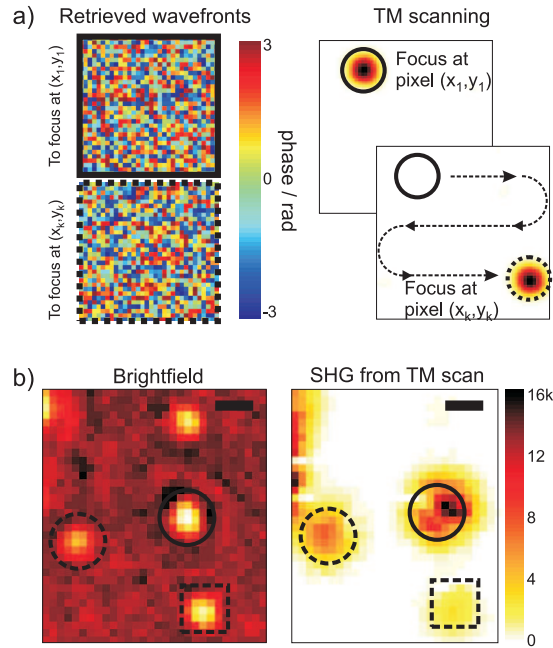 a)
Retrieved wavefronts
TM scanning
To focus at (x1,y1)
To focus at (xk,yk)
3
0
-3
phase / rad
Focus at
pixel (x1,y1)
Focus at
pixel (xk,yk)
b)
Brightfield
SHG from TM scan
16k
12
8
4
0